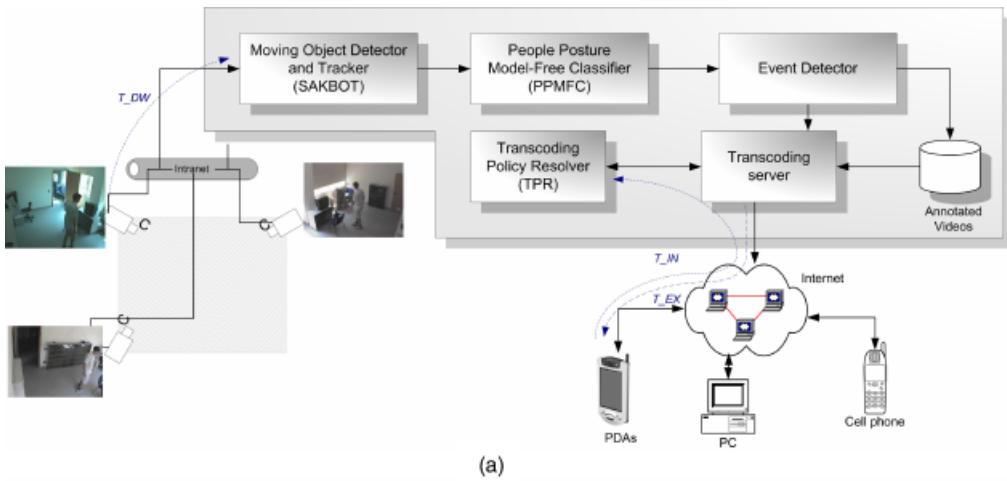 Moving Object Detector
and Tracker
(SAKBOT)
People Posture
Model-Free Classifier
(PPMFC)
Event Detector
T_DW
Transcoding
Policy Resolver
(TPR)
Transcoding
server
Intranet
Annotated
Videos
T_IN
Internet
T_EX
PDAs
PC
Cell phone
(a)